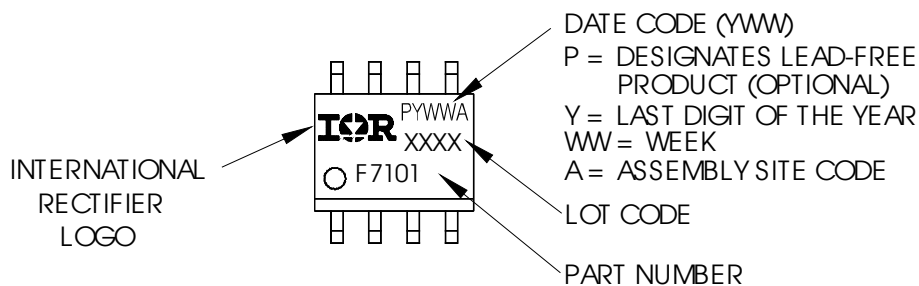 DATE CODE (YWW)
P = DESIGNATES LEAD-FREE
PRODUCT (OPTIONAL)
Y = LAST DIGIT OF THE YEAR
WW = WEEK
A = ASSEMBLY SITE CODE
LOT CODE
PART NUMBER
INTERNATIONAL
RECTIFIER
LOGO
IOR
PYWWA
XXXX
F7101